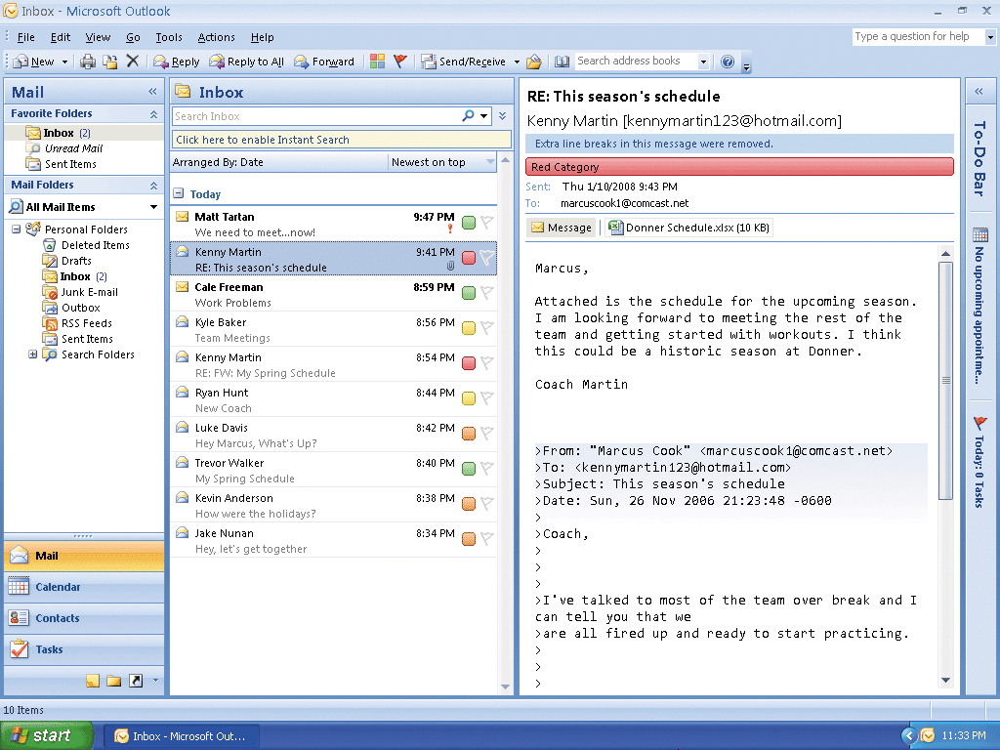 Inbox - Microsoft Outlook
File Edit View Go Tools Actions Help
Type a question for help
New Reply Reply to All Forward Send/Receive Search address books
Mail
Favorite Folders
Inbox (2)
Unread Mail
Sent Items
Mail Folders
All Mail Items
Personal Folders
Deleted Items
Drafts
Inbox (2)
Junk E-mail
Outbox
RSS Feeds
Sent Items
Search Folders
Mail
Calendar
Contacts
Tasks
Inbox
Search Inbox
Click here to enable Instant Search
Arranged By: Date Newest on top
Today
Matt Tartan 9:47 PM
We need to meet...now!
Kenny Martin 9:41 PM
RE: This season's schedule
Cale Freeman 8:59 PM
Work Problems
Kyle Baker 8:56 PM
Team Meetings
Kenny Martin 8:54 PM
RE: FW: My Spring Schedule
Ryan Hunt 8:44 PM
New Coach
Luke Davis 8:42 PM
Hey Marcus, What's Up?
Trevor Walker 8:40 PM
My Spring Schedule
Kevin Anderson 8:38 PM
How were the holidays?
Jake Nunan 8:34 PM
Hey, let's get together
RE: This season's schedule
Kenny Martin [kennymartin123@hotmail.com]
Extra line breaks in this message were removed.
Red Category
Sent: Thu 1/10/2008 9:43 PM
To: marcuscook1@comcast.net
Message Donner Schedule.xlsx (10 KB)
Marcus,
Attached is the schedule for the upcoming season.
I am looking forward to meeting the rest of the
team and getting started with workouts. I think
this could be a historic season at Donner.
Coach Martin
>From: "Marcus Cook" <marcuscook1@comcast.net>
>To: <kennymartin123@hotmail.com>
>Subject: This season's schedule
>Date: Sun, 26 Nov 2006 21:23:48 -0600
>
>Coach,
>
>
>
>I've talked to most of the team over break and I
can tell you that we
>are all fired up and ready to start practicing.
>
>
>
To-Do Bar
No upcoming appointme...
Today: 0 Tasks
10 Items
start
Inbox - Microsoft Out...
11:33 PM